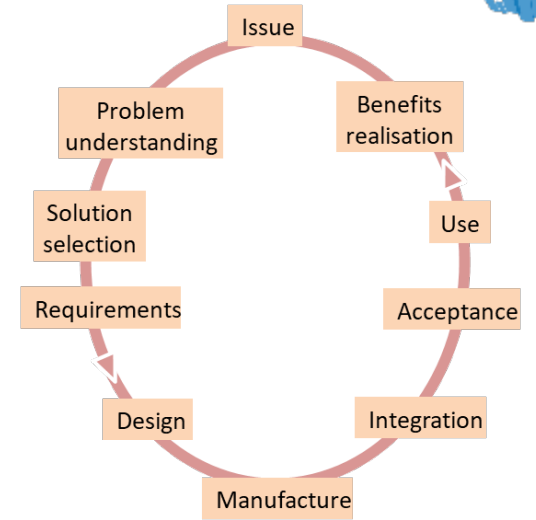 Issue
Problem
understanding
Solution
selection
Requirements
Design
Manufacture
Integration
Acceptance
Use
Benefits
realisation